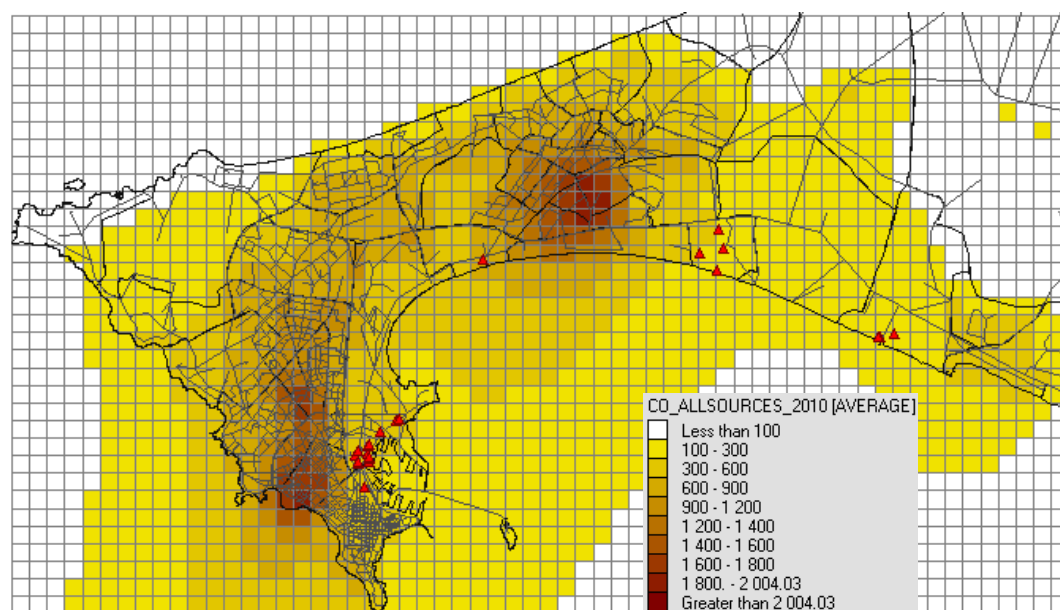 CO_ALLSOURCES_2010 [AVERAGE]
Less than 100
100 - 300
300 - 600
600 - 900
900 - 1 200
1 200 - 1 400
1 400 - 1 600
1 600 - 1 800
1 800. - 2 004.03
Greater than 2 004.03